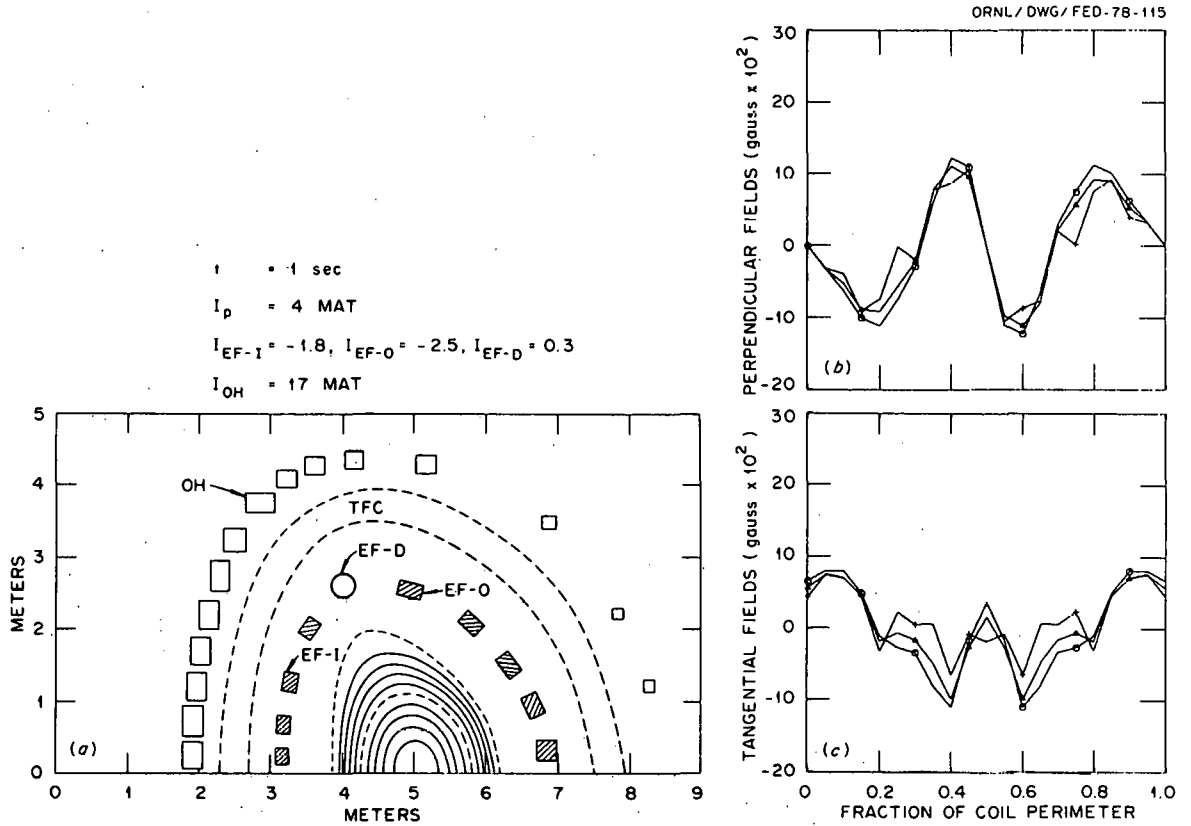 ORNL/DWG/FED-78-115
t = 1 sec
I_p = 4 MAT
I_EF-I = -1.8, I_EF-O = -2.5, I_EF-D = 0.3
I_OH = 17 MAT
5
4
3
2
1
0
METERS
OH
TFC
EF-D
EF-O
EF-I
(a)
0 1 2 3 4 5 6 7 8 9
METERS
30
20
10
0
-10
-20
PERPENDICULAR FIELDS (gauss x 10²)
(b)
30
20
10
0
-10
-20
TANGENTIAL FIELDS (gauss x 10²)
(c)
0 0.2 0.4 0.6 0.8 1.0
FRACTION OF COIL PERIMETER